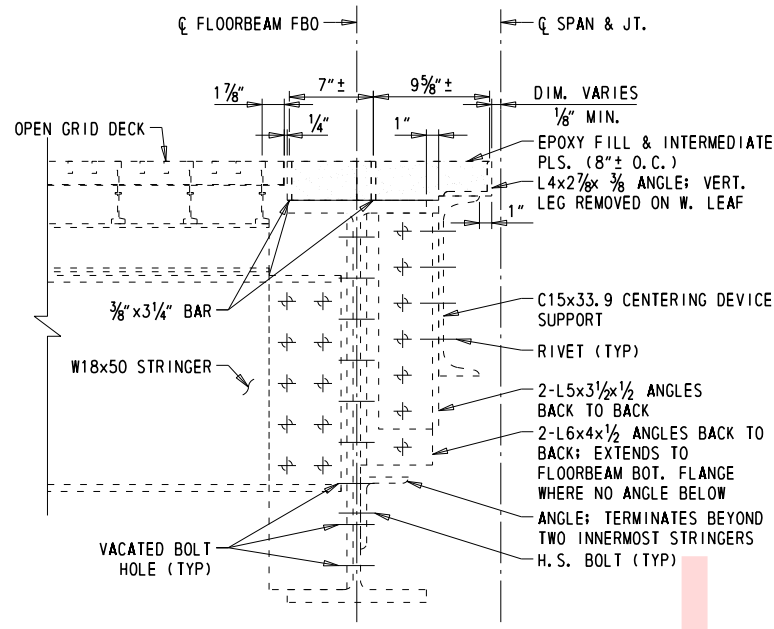 ℄ FLOORBEAM FB0
℄ SPAN & JT.
7"±
9⅝"±
1⅞"
DIM. VARIES
⅛" MIN.
¼"
1"
OPEN GRID DECK
EPOXY FILL & INTERMEDIATE
PLS. (8"± O.C.)
L4x2⅞x ⅜ ANGLE; VERT.
LEG REMOVED ON W. LEAF
1"
⅜"x3¼" BAR
C15x33.9 CENTERING DEVICE
SUPPORT
RIVET (TYP)
W18x50 STRINGER
2-L5x3½x½ ANGLES
BACK TO BACK
2-L6x4x½ ANGLES BACK TO
BACK; EXTENDS TO
FLOORBEAM BOT. FLANGE
WHERE NO ANGLE BELOW
ANGLE; TERMINATES BEYOND
TWO INNERMOST STRINGERS
VACATED BOLT
HOLE (TYP)
H.S. BOLT (TYP)